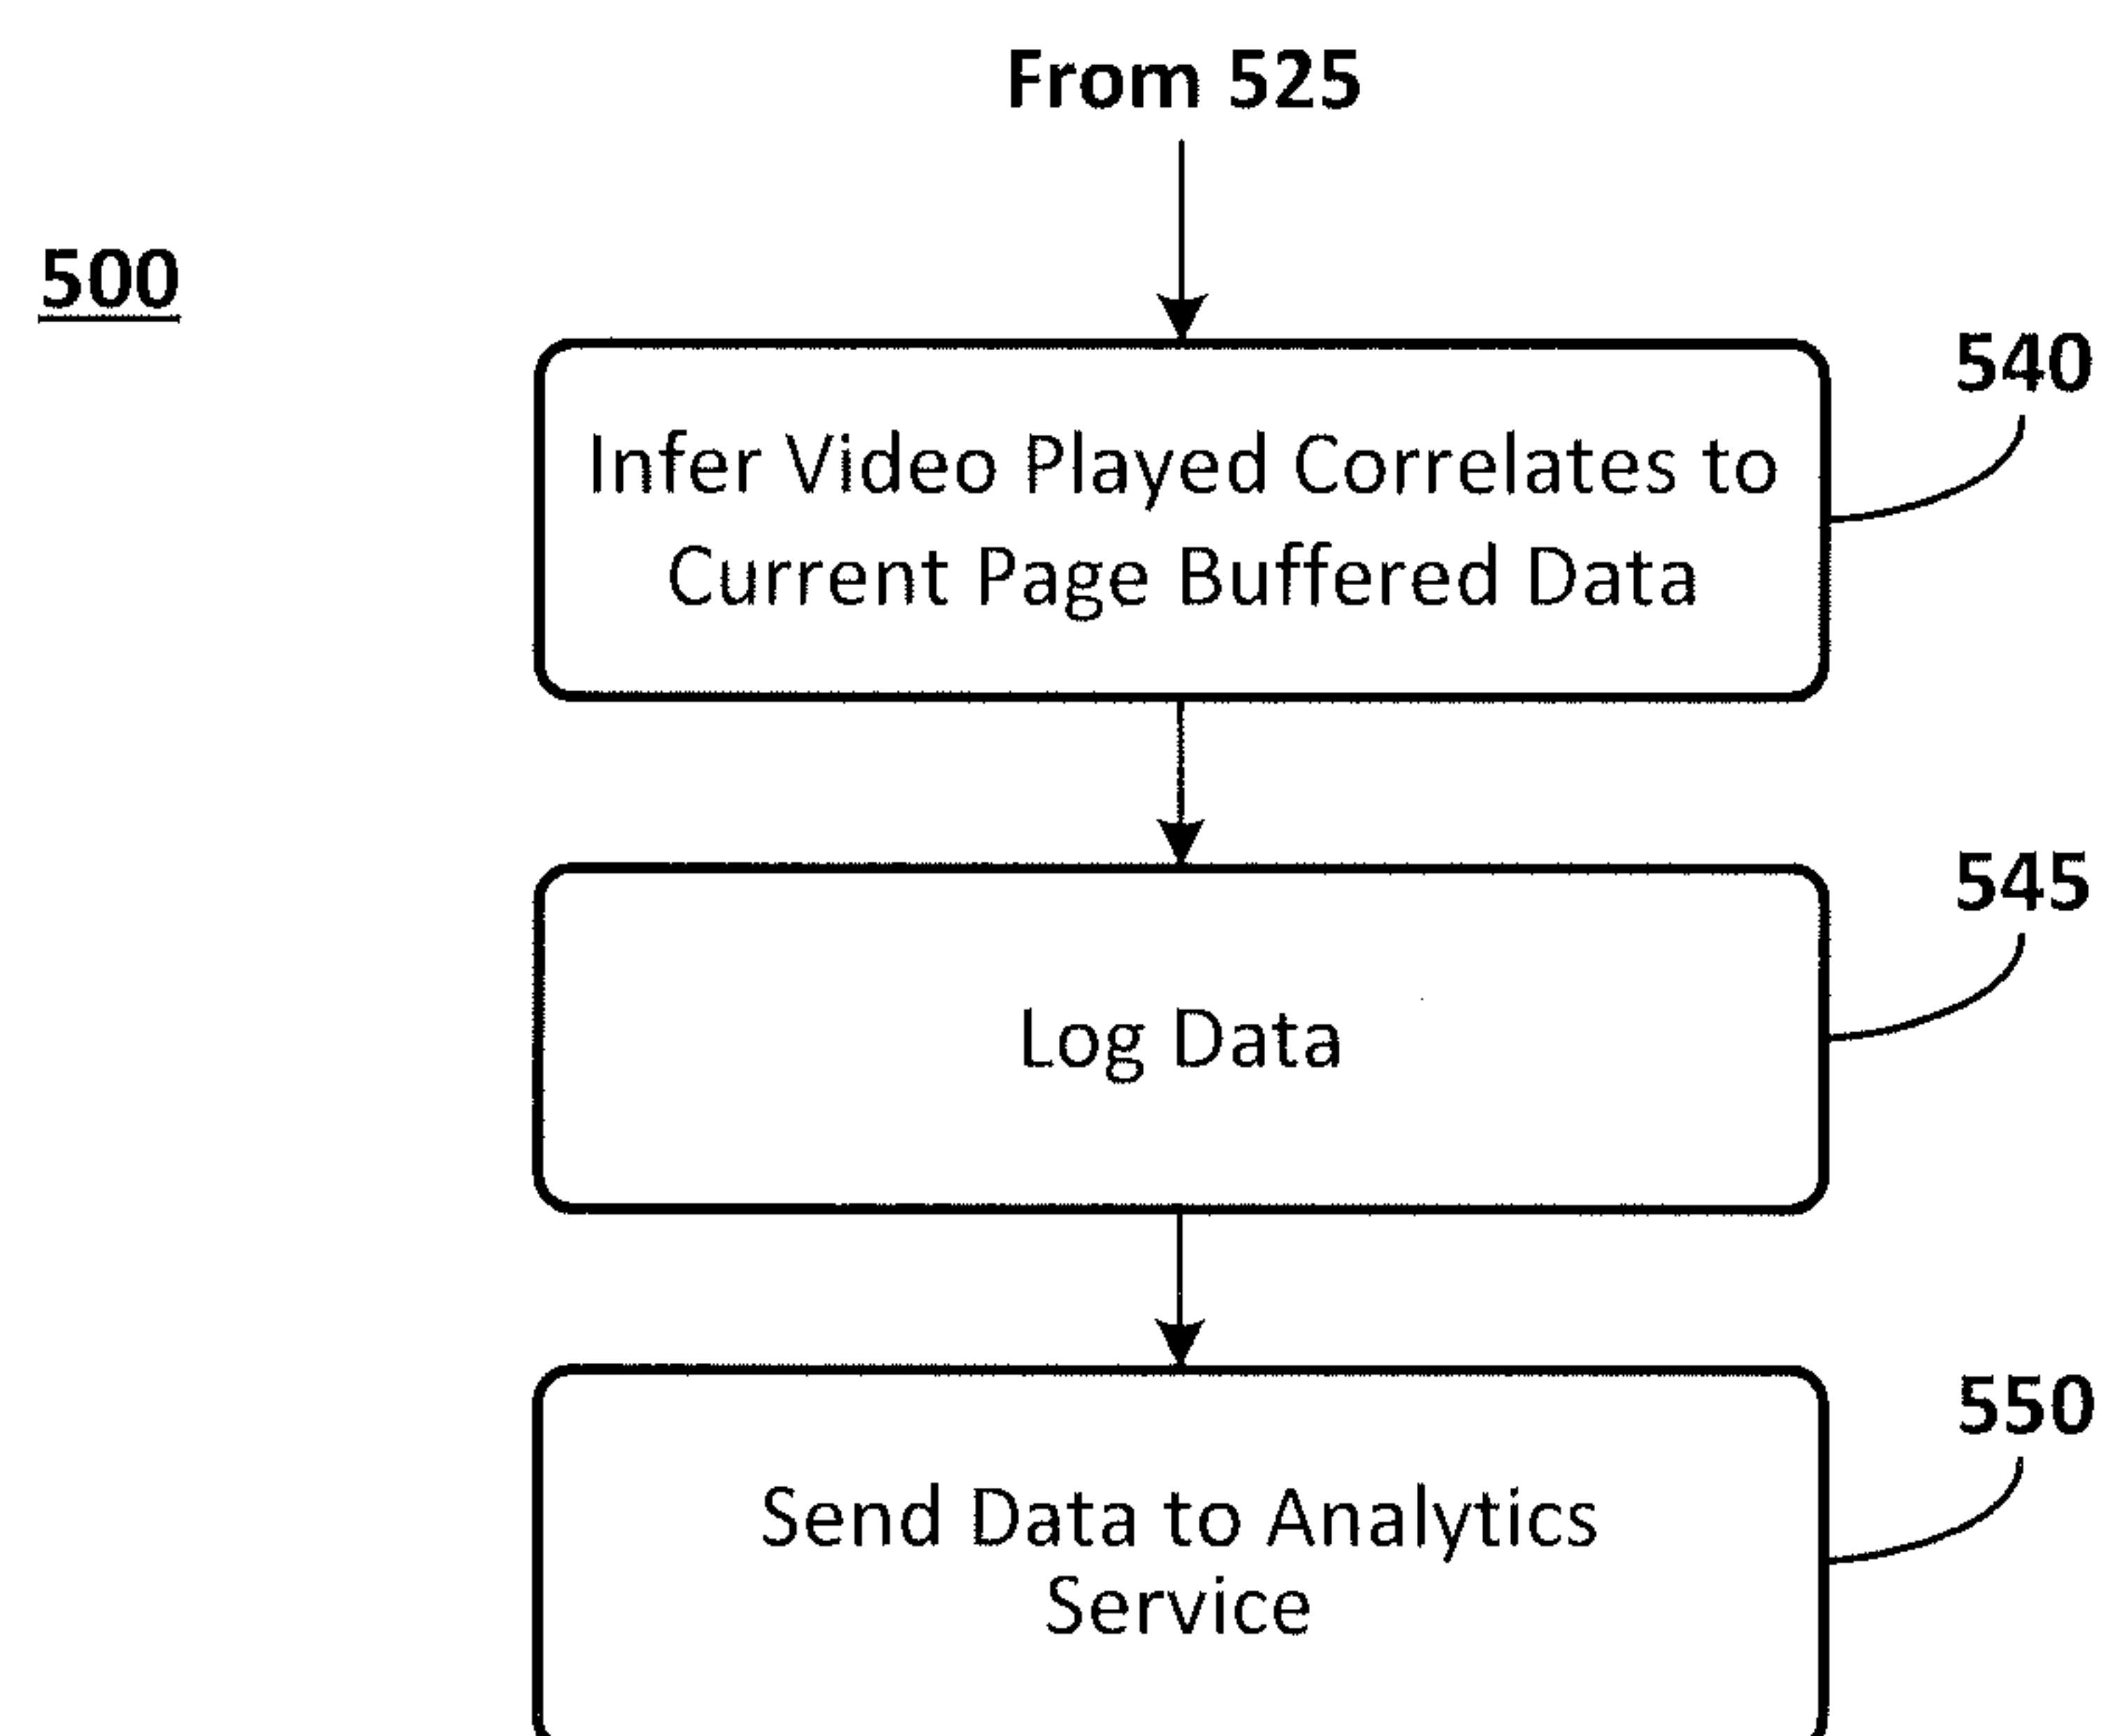 From 525
500
540
Infer Video Played Correlates to
Current Page Buffered Data
545
Log Data
550
Send Data to Analytics
Service